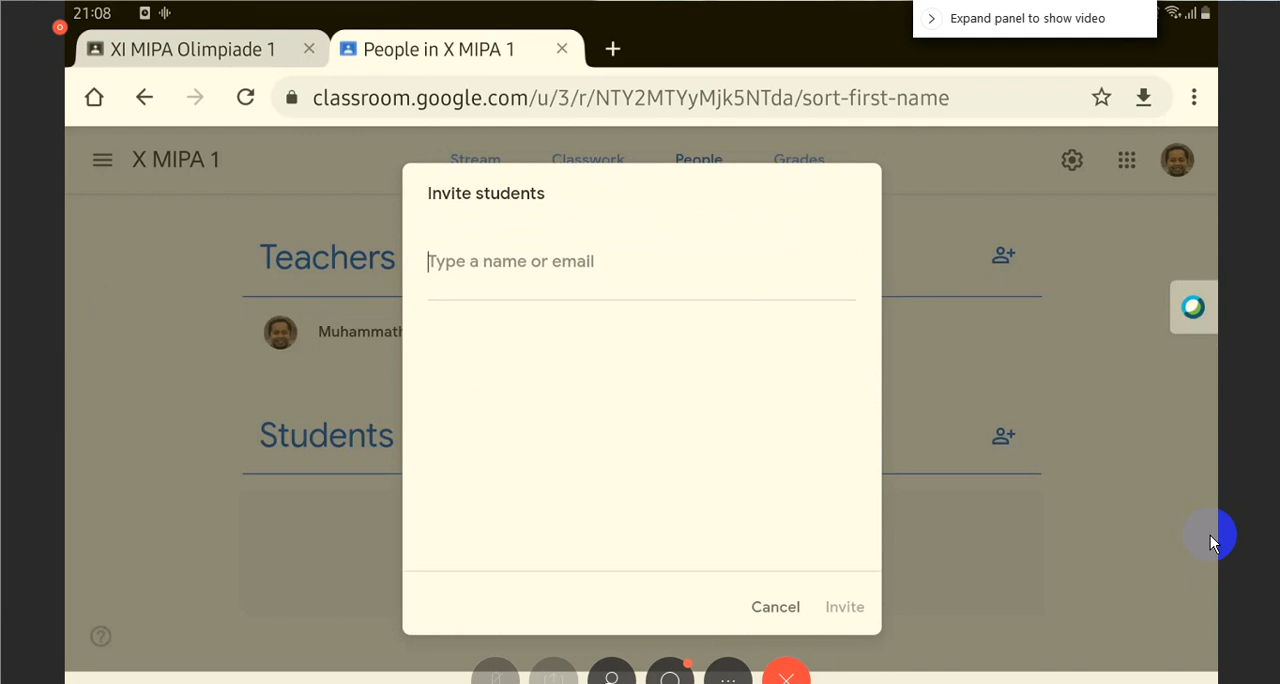 21:08
Expand panel to show video
XI MIPA Olimpiade 1
People in X MIPA 1
classroom.google.com/u/3/r/NTY2MTYyMjk5NTda/sort-first-name
X MIPA 1
Stream
Classwork
People
Grades
Invite students
Type a name or email
Teachers
Muhammath
Students
Cancel
Invite